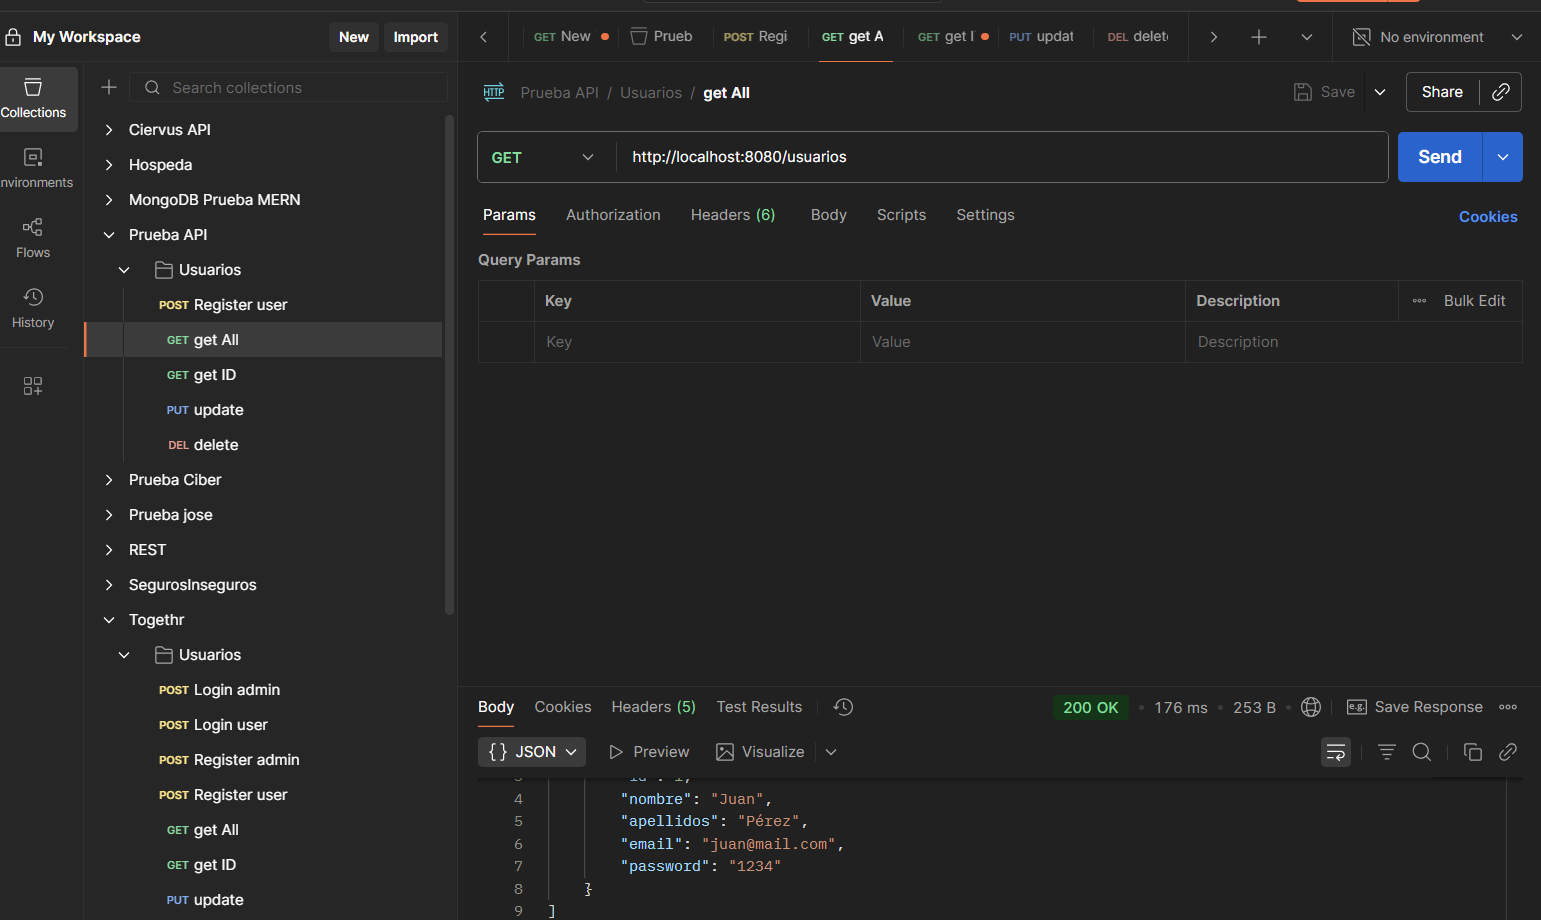 My Workspace
New
Import
GET New
Prueb
POST Regi
GET get A
GET get I
PUT updat
DEL delet
No environment
Collections
nvironments
Flows
History
Search collections
Ciervus API
Hospeda
MongoDB Prueba MERN
Prueba API
Usuarios
POST Register user
GET get All
GET get ID
PUT update
DEL delete
Prueba Ciber
Prueba jose
REST
SegurosInseguros
Togethr
Usuarios
POST Login admin
POST Login user
POST Register admin
POST Register user
GET get All
GET get ID
PUT update
HTTP Prueba API / Usuarios / get All
Save
Share
GET http://localhost:8080/usuarios
Send
Params Authorization Headers (6) Body Scripts Settings
Cookies
Query Params
Key Value Description Bulk Edit
Key Value Description
Body Cookies Headers (5) Test Results
200 OK • 176 ms • 253 B •
e.g. Save Response
{} JSON Preview Visualize
4 "nombre": "Juan",
5 "apellidos": "Pérez",
6 "email": "juan@mail.com",
7 "password": "1234"
8 }
9 ]